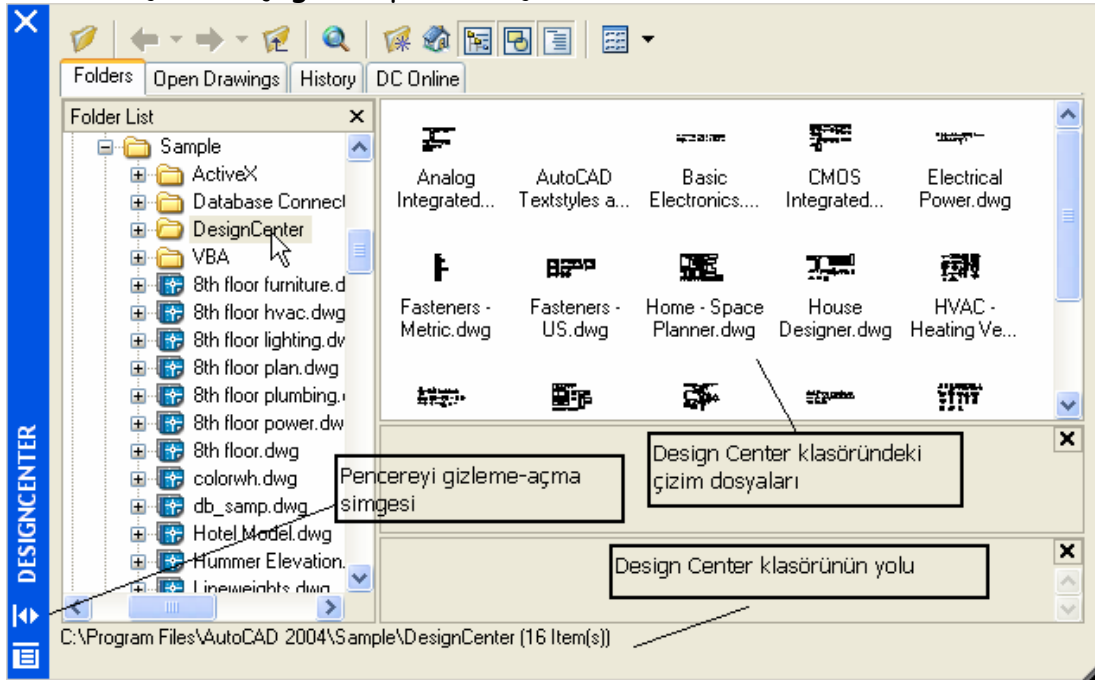 Folders
Open Drawings
History
DC Online
Folder List
Sample
ActiveX
Database Connect
DesignCenter
VBA
8th floor furniture.d
8th floor hvac.dwg
8th floor lighting.dw
8th floor plan.dwg
8th floor plumbing.
8th floor power.dw
8th floor.dwg
colorwh.dwg
db_samp.dwg
Hotel Model.dwg
Hummer Elevation.
Lineweights.dwg
Analog
Integrated...
AutoCAD
Textstyles a...
Basic
Electronics....
CMOS
Integrated...
Electrical
Power.dwg
Fasteners -
Metric.dwg
Fasteners -
US.dwg
Home - Space
Planner.dwg
House
Designer.dwg
HVAC -
Heating Ve...
Design Center klasöründeki
çizim dosyaları
Pencereyi gizleme-açma
simgesi
Design Center klasörünün yolu
C:\Program Files\AutoCAD 2004\Sample\DesignCenter (16 Item(s))
DESIGNCENTER